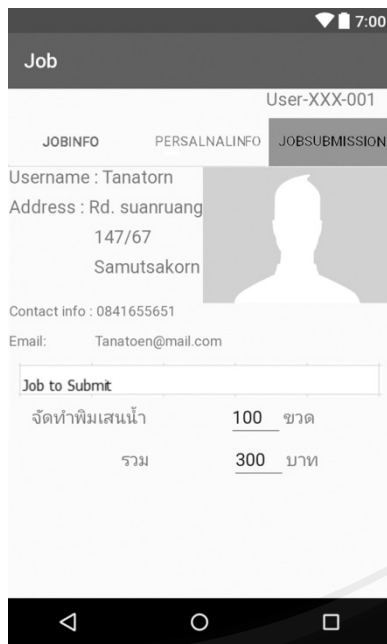 7:00
Job
User-XXX-001
JOBINFO PERSALNALINFO JOBSUBMISSION
Username : Tanatorn
Address : Rd. suanruang
147/67
Samutsakorn
Contact info : 0841655651
Email: Tanatoen@mail.com
Job to Submit
จัดทำพิมเสนน้ำ 100 ขวด
รวม 300 บาท